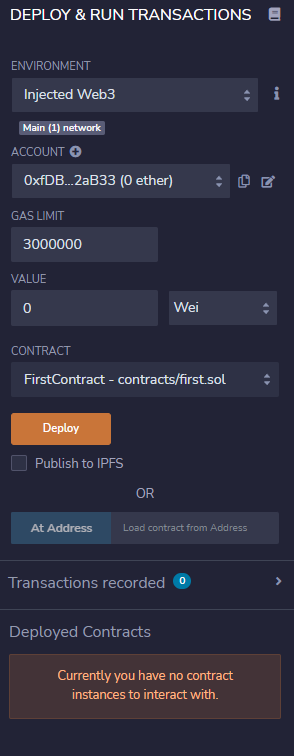 DEPLOY & RUN TRANSACTIONS
ENVIRONMENT
Injected Web3
Main (1) network
ACCOUNT
0xfDB...2aB33 (0 ether)
GAS LIMIT
3000000
VALUE
0 Wei
CONTRACT
FirstContract - contracts/first.sol
Deploy
Publish to IPFS
OR
At Address Load contract from Address
Transactions recorded 0
Deployed Contracts
Currently you have no contract
instances to interact with.